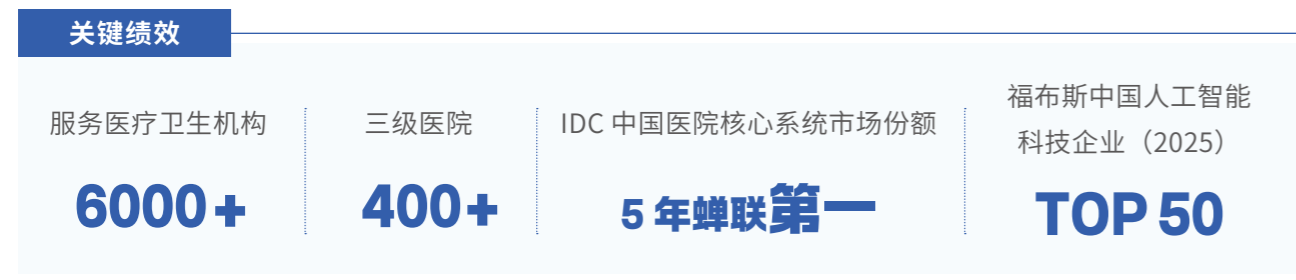 关键绩效
服务医疗卫生机构
6000+
三级医院
400+
IDC 中国医院核心系统市场份额
5 年蝉联第一
福布斯中国人工智能
科技企业（2025）
TOP 50